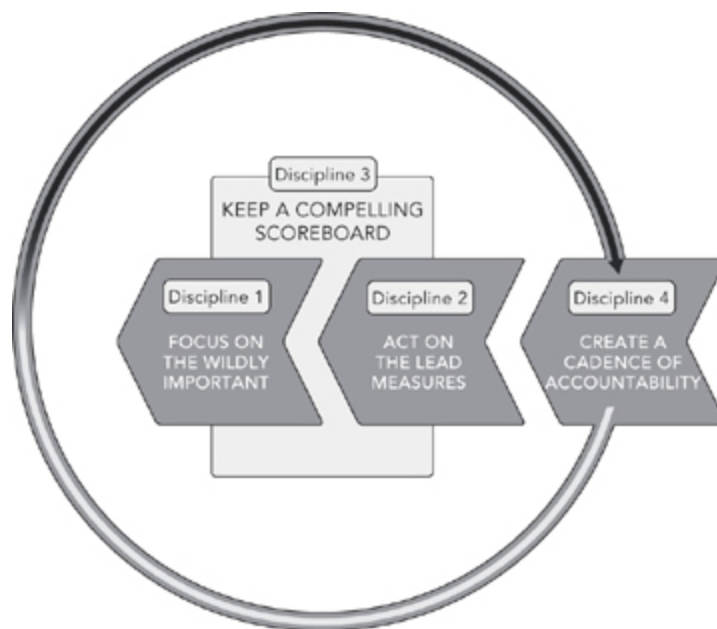 Discipline 3
KEEP A COMPELLING
SCOREBOARD
Discipline 1
FOCUS ON
THE WILDLY
IMPORTANT
Discipline 2
ACT ON
THE LEAD
MEASURES
Discipline 4
CREATE A
CADENCE OF
ACCOUNTABILITY